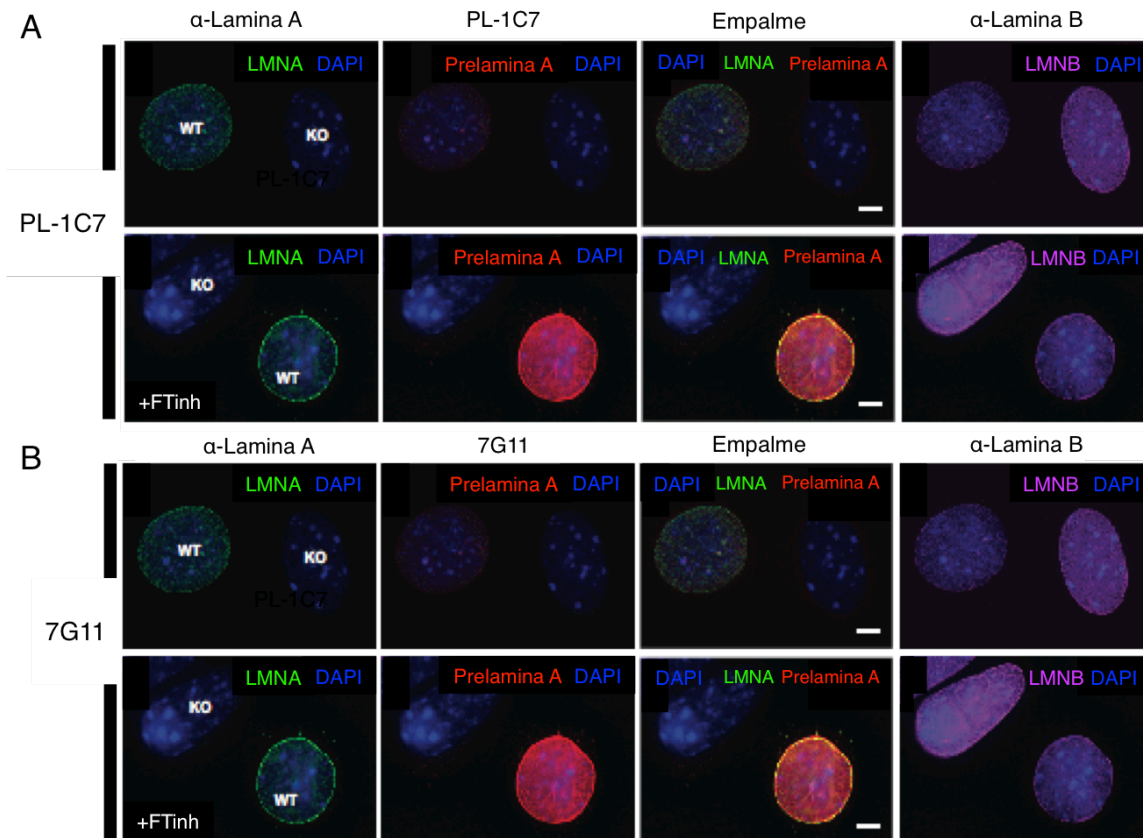 A
α-Lamina A PL-1C7 Empalme α-Lamina B
LMNA DAPI Prelamina A DAPI DAPI LMNA Prelamina A LMNB DAPI
WT KO
PL-1C7
PL-1C7
LMNA DAPI Prelamina A DAPI DAPI LMNA Prelamina A LMNB DAPI
KO
WT
+FTinh
B
α-Lamina A 7G11 Empalme α-Lamina B
LMNA DAPI Prelamina A DAPI DAPI LMNA Prelamina A LMNB DAPI
WT KO
PL-1C7
7G11
LMNA DAPI Prelamina A DAPI DAPI LMNA Prelamina A LMNB DAPI
KO
WT
+FTinh